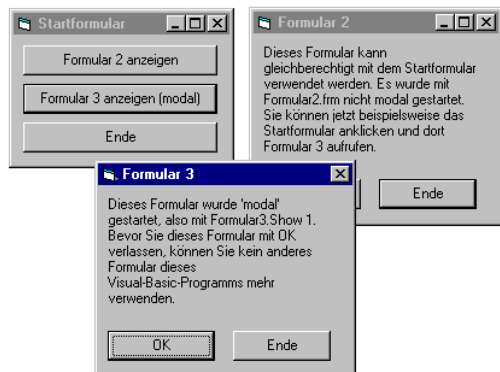 Startformular
Formular 2 anzeigen
Formular 3 anzeigen (modal)
Ende
Formular 2
Dieses Formular kann
gleichberechtigt mit dem Startformular
verwendet werden. Es wurde mit
Formular2.frm nicht modal gestartet.
Sie können jetzt beispielsweise das
Startformular anklicken und dort
Formular 3 aufrufen.
Ende
Formular 3
Dieses Formular wurde 'modal'
gestartet, also mit Formular3.Show 1.
Bevor Sie dieses Formular mit OK
verlassen, können Sie kein anderes
Formular dieses
Visual-Basic-Programms mehr
verwenden.
OK
Ende